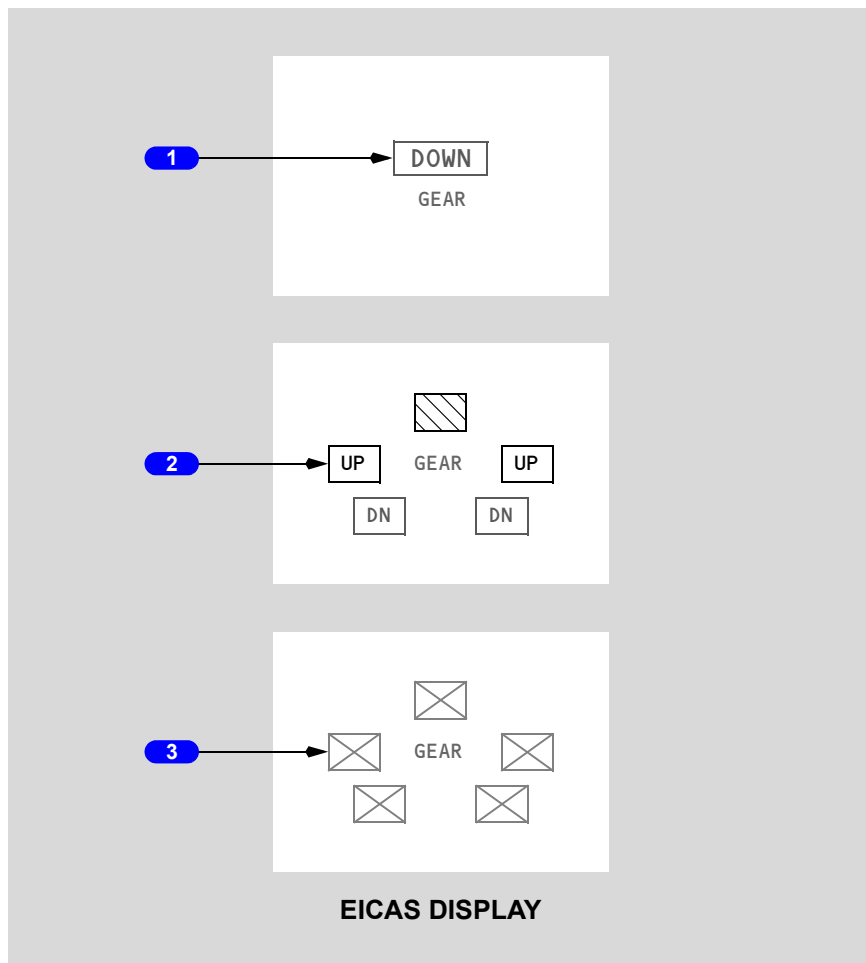 1 DOWN
GEAR
2 UP GEAR UP
DN DN
3 GEAR
EICAS DISPLAY